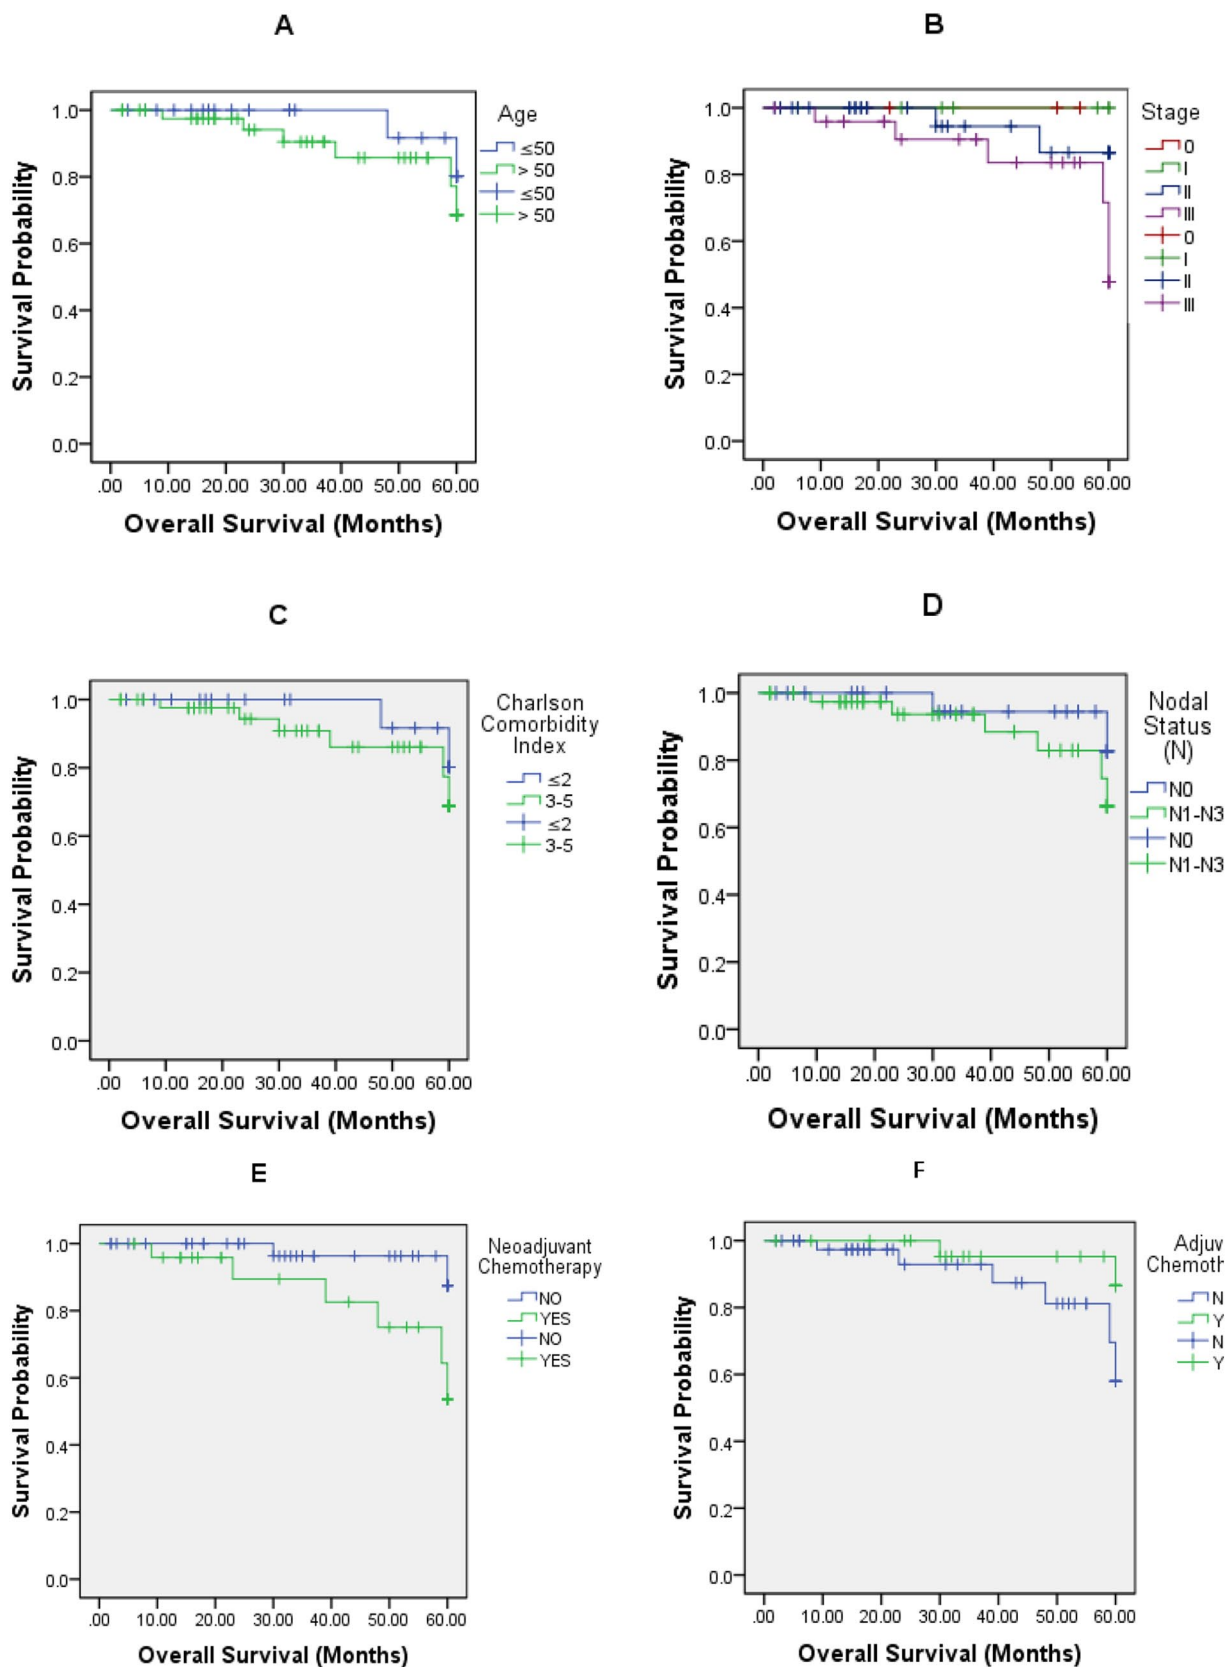 A
1.0
0.8
0.6
0.4
0.2
0.0
Survival Probability
.00 10.00 20.00 30.00 40.00 50.00 60.00
Overall Survival (Months)
Age
≤50
> 50
≤50
> 50
B
1.0
0.8
0.6
0.4
0.2
0.0
Survival Probability
.00 10.00 20.00 30.00 40.00 50.00 60.00
Overall Survival (Months)
Stage
0
I
II
III
0
I
II
III
C
1.0
0.8
0.6
0.4
0.2
0.0
Survival Probability
.00 10.00 20.00 30.00 40.00 50.00 60.00
Overall Survival (Months)
Charlson
Comorbidity
Index
≤2
3-5
≤2
3-5
D
1.0
0.8
0.6
0.4
0.2
0.0
Survival Probability
.00 10.00 20.00 30.00 40.00 50.00 60.00
Overall Survival (Months)
Nodal
Status
(N)
N0
N1-N3
N0
N1-N3
E
1.0
0.8
0.6
0.4
0.2
0.0
Survival Probability
.00 10.00 20.00 30.00 40.00 50.00 60.00
Overall Survival (Months)
Neoadjuvant
Chemotherapy
NO
YES
NO
YES
F
1.0
0.8
0.6
0.4
0.2
0.0
Survival Probability
.00 10.00 20.00 30.00 40.00 50.00 60.00
Overall Survival (Months)
Adjuv
Chemoth
N
Y
N
Y